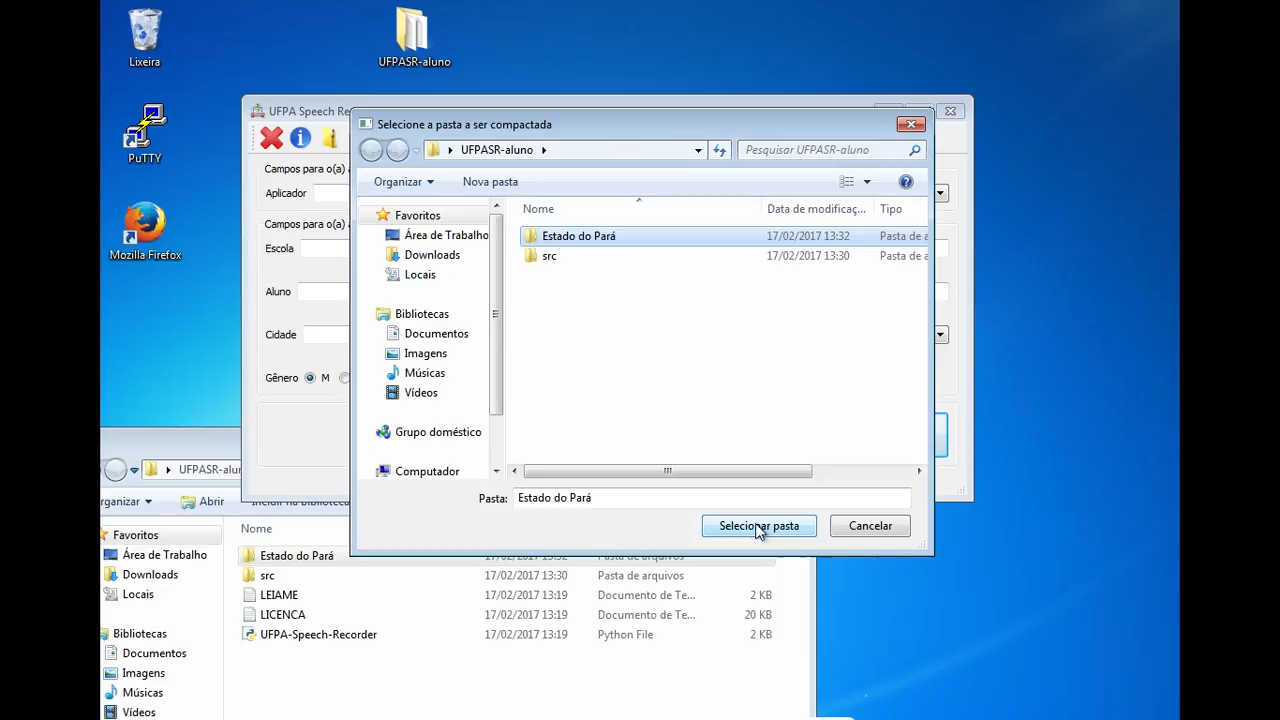 Lixeira
UFPASR-aluno
PuTTY
Mozilla Firefox
UFPA Speech Re
Campos para o(a) a
Aplicador
Campos para o(a) a
Escola
Aluno
Cidade
Gênero M
Selecione a pasta a ser compactada
UFPASR-aluno
Pesquisar UFPASR-aluno
Organizar Nova pasta
Favoritos
Área de Trabalho
Downloads
Locais
Bibliotecas
Documentos
Imagens
Músicas
Vídeos
Grupo doméstico
Computador
Nome Data de modificaç... Tipo
Estado do Pará 17/02/2017 13:32 Pasta de a
src 17/02/2017 13:30 Pasta de a
Pasta: Estado do Pará
Selecionar pasta Cancelar
UFPASR-alun
rganizar Abrir
Favoritos
Área de Trabalho
Downloads
Locais
Bibliotecas
Documentos
Imagens
Músicas
Vídeos
Nome
Estado do Pará 17/02/2017 13:32 Pasta de arquivos
src 17/02/2017 13:30 Pasta de arquivos
LEIAME 17/02/2017 13:19 Documento de Te... 2 KB
LICENCA 17/02/2017 13:19 Documento de Te... 20 KB
UFPA-Speech-Recorder 17/02/2017 13:19 Python File 2 KB